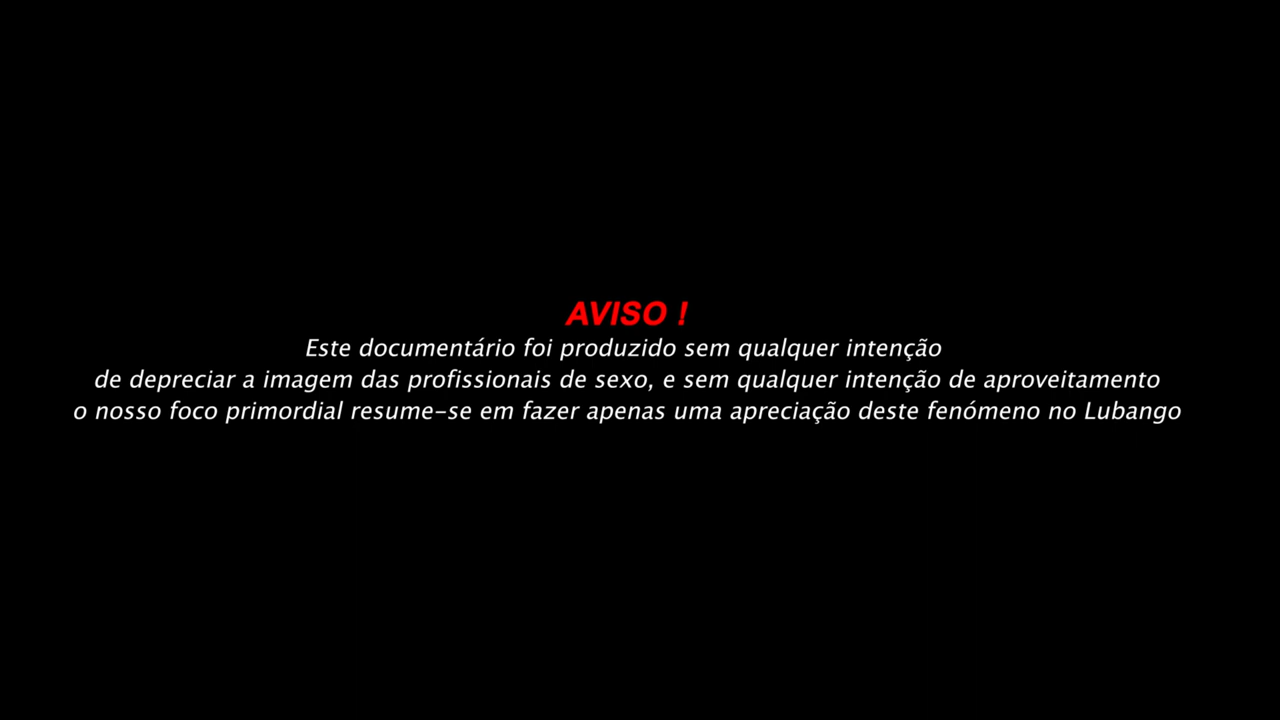 AVISO !
Este documentário foi produzido sem qualquer intenção
de depreciar a imagem das profissionais de sexo, e sem qualquer intenção de aproveitamento
o nosso foco primordial resume-se em fazer apenas uma apreciação deste fenómeno no Lubango